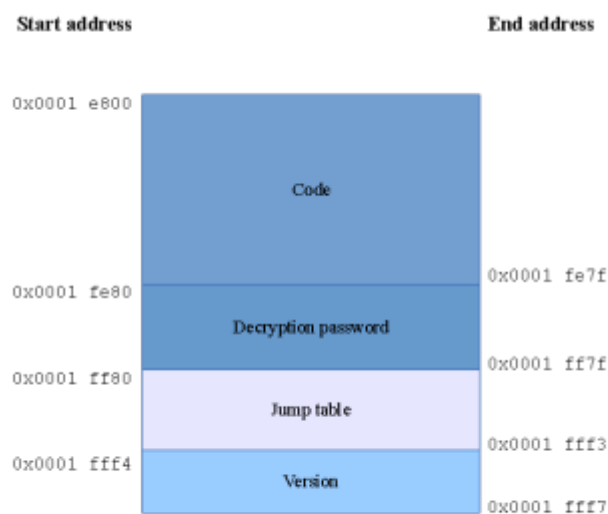 Start address
End address
0x0001 e800
Code
0x0001 fe7f
0x0001 fe80
Decryption password
0x0001 ff7f
0x0001 ff80
Jump table
0x0001 fff3
0x0001 fff4
Version
0x0001 fff7